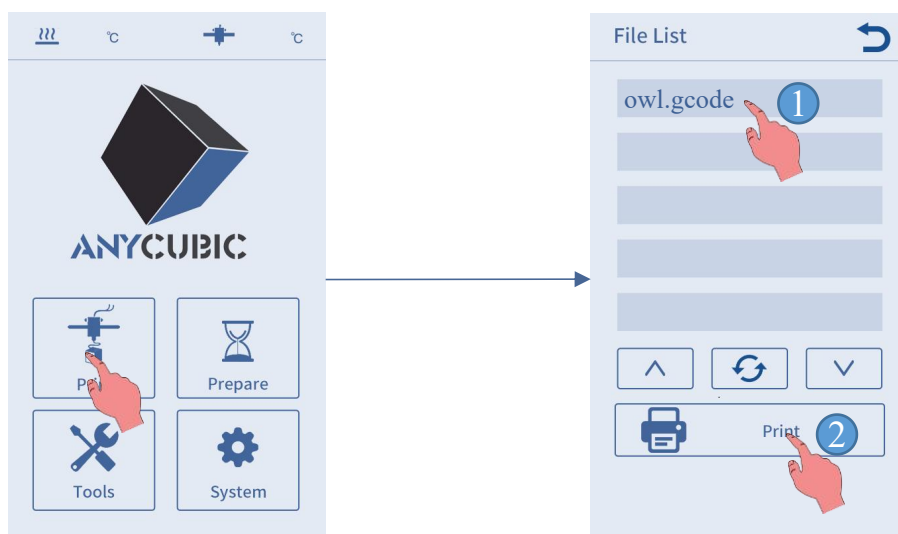 ℃ ℃
ANYCUBIC
Prepare
Tools System
File List
owl.gcode 1
Print 2